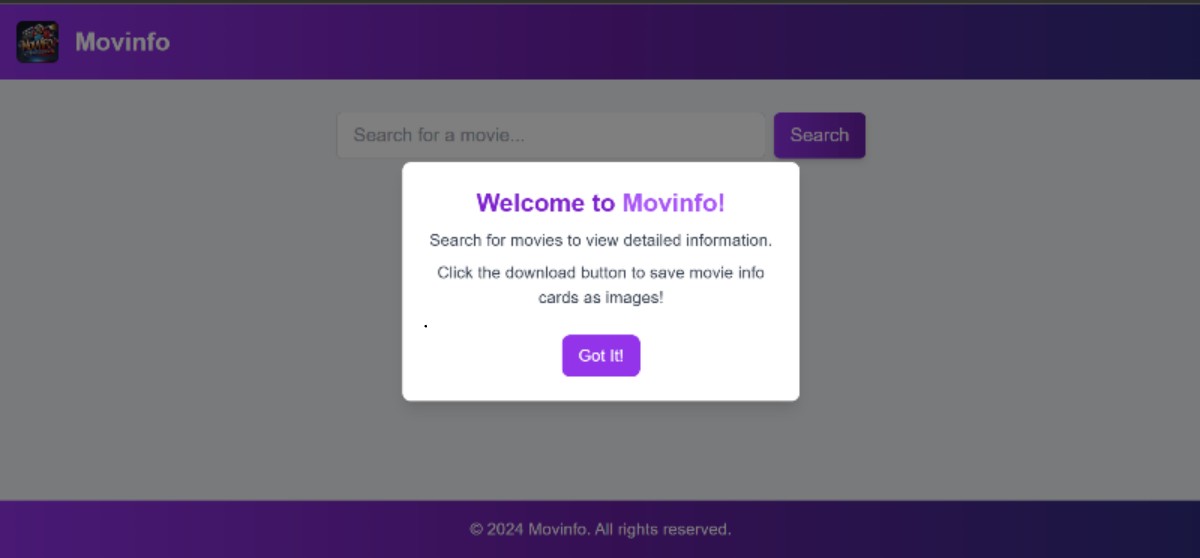 Movinfo
Search for a movie...
Search
Welcome to Movinfo!
Search for movies to view detailed information.
Click the download button to save movie info
cards as images!
.
Got It!
© 2024 Movinfo. All rights reserved.